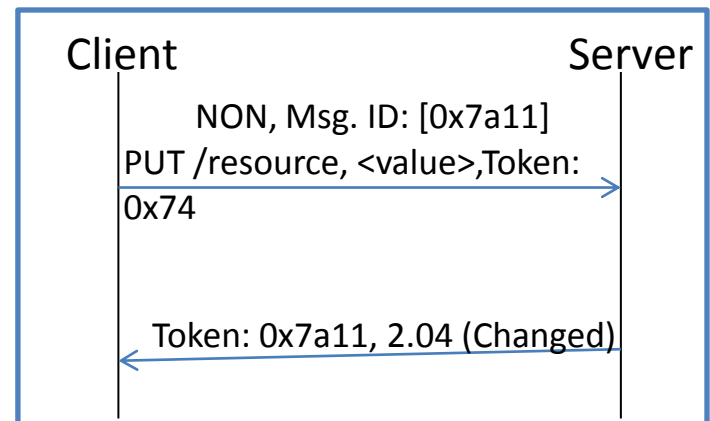 Client Server
NON, Msg. ID: [0x7a11]
PUT /resource, <value>,Token:
0x74
Token: 0x7a11, 2.04 (Changed)